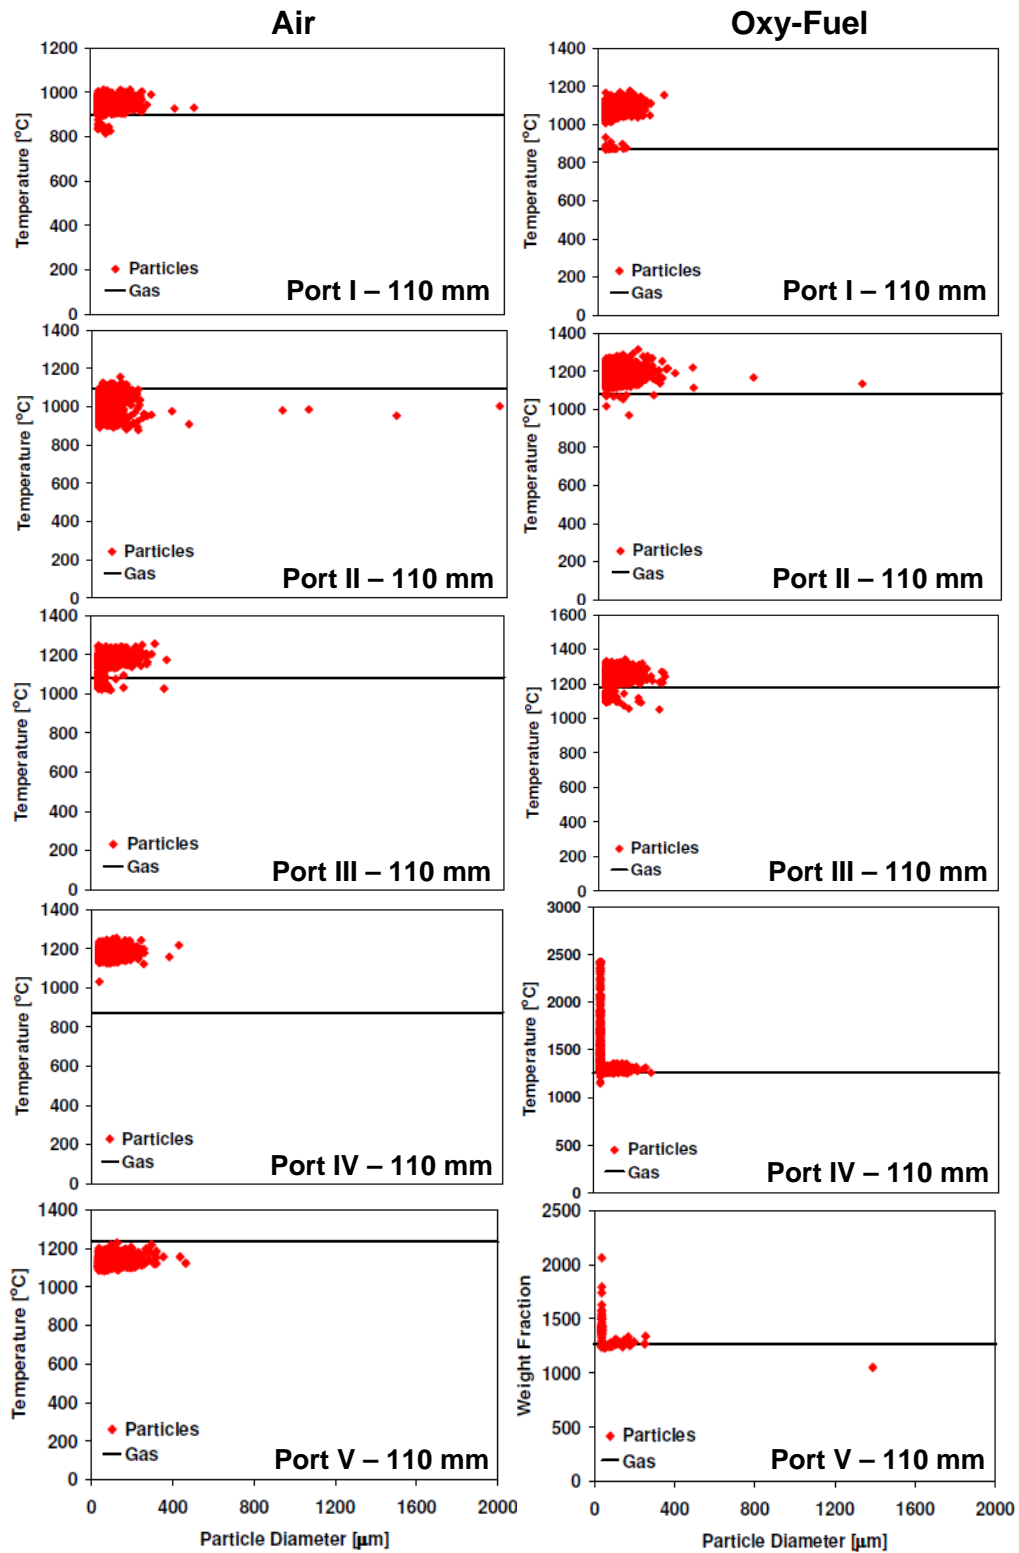 Air
Oxy-Fuel
Temperature [°C]
1200
1000
800
600
400
200
0
Particles
Gas
Port I – 110 mm
Temperature [°C]
1400
1200
1000
800
600
400
200
0
Particles
Gas
Port I – 110 mm
Temperature [°C]
1400
1200
1000
800
600
400
200
0
Particles
Gas
Port II – 110 mm
Temperature [°C]
1400
1200
1000
800
600
400
200
0
Particles
Gas
Port II – 110 mm
Temperature [°C]
1400
1200
1000
800
600
400
200
0
Particles
Gas
Port III – 110 mm
Temperature [°C]
1600
1400
1200
1000
800
600
400
200
0
Particles
Gas
Port III – 110 mm
Temperature [°C]
1400
1200
1000
800
600
400
200
0
Particles
Gas
Port IV – 110 mm
Temperature [°C]
3000
2500
2000
1500
1000
500
0
Particles
Gas
Port IV – 110 mm
Temperature [°C]
1400
1200
1000
800
600
400
200
0
Particles
Gas
Port V – 110 mm
0 400 800 1200 1600 2000
Particle Diameter [µm]
Weight Fraction
2500
2000
1500
1000
500
0
Particles
Gas
Port V – 110 mm
0 400 800 1200 1600 2000
Particle Diameter [µm]